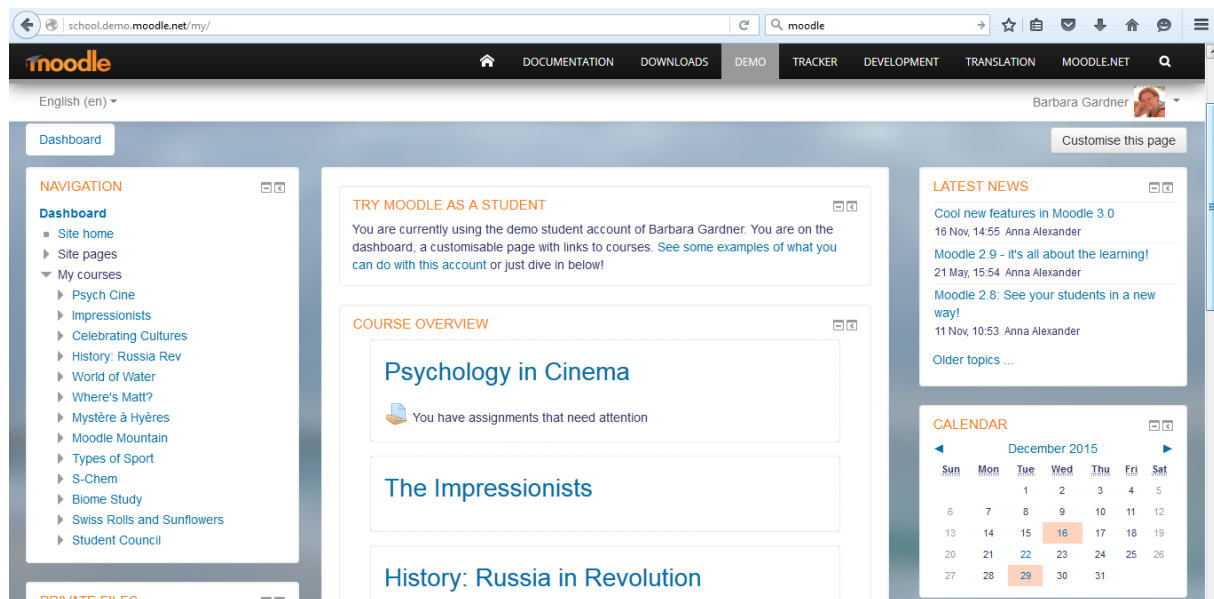 school.demo.moodle.net/my/
moodle
moodle
DOCUMENTATION
DOWNLOADS
DEMO
TRACKER
DEVELOPMENT
TRANSLATION
MOODLE.NET
English (en)
Barbara Gardner
Dashboard
Customise this page
NAVIGATION
Dashboard
Site home
Site pages
My courses
Psych Cine
Impressionists
Celebrating Cultures
History: Russia Rev
World of Water
Where's Matt?
Mystère à Hyères
Moodle Mountain
Types of Sport
S-Chem
Biome Study
Swiss Rolls and Sunflowers
Student Council
PRIVATE FILES
TRY MOODLE AS A STUDENT
You are currently using the demo student account of Barbara Gardner. You are on the
dashboard, a customisable page with links to courses. See some examples of what you
can do with this account or just dive in below!
COURSE OVERVIEW
Psychology in Cinema
You have assignments that need attention
The Impressionists
History: Russia in Revolution
LATEST NEWS
Cool new features in Moodle 3.0
16 Nov, 14:55 Anna Alexander
Moodle 2.9 - it's all about the learning!
21 May, 15:54 Anna Alexander
Moodle 2.8: See your students in a new
way!
11 Nov, 10:53 Anna Alexander
Older topics ...
CALENDAR
December 2015
Sun Mon Tue Wed Thu Fri Sat
1 2 3 4 5
6 7 8 9 10 11 12
13 14 15 16 17 18 19
20 21 22 23 24 25 26
27 28 29 30 31